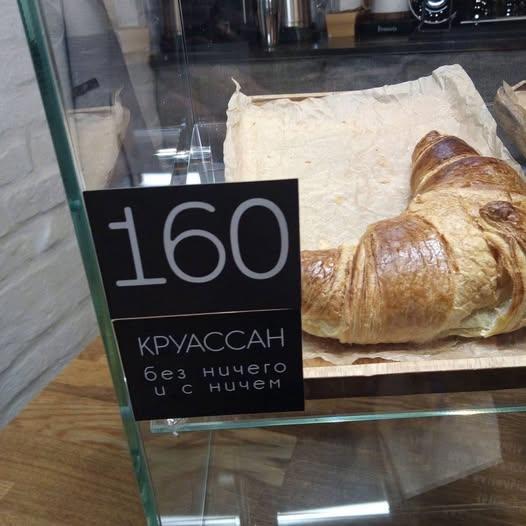 160
КРУАССАН
без ничего
и с ничем